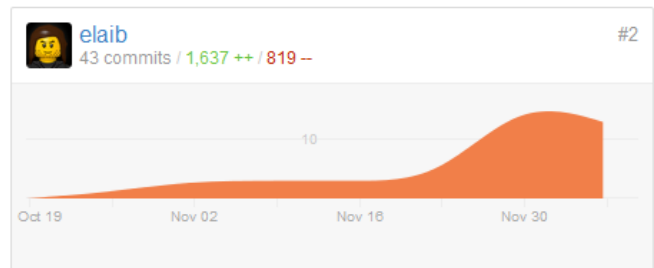 elaib #2
43 commits / 1,637 ++ / 819 --
10
Oct 19 Nov 02 Nov 16 Nov 30